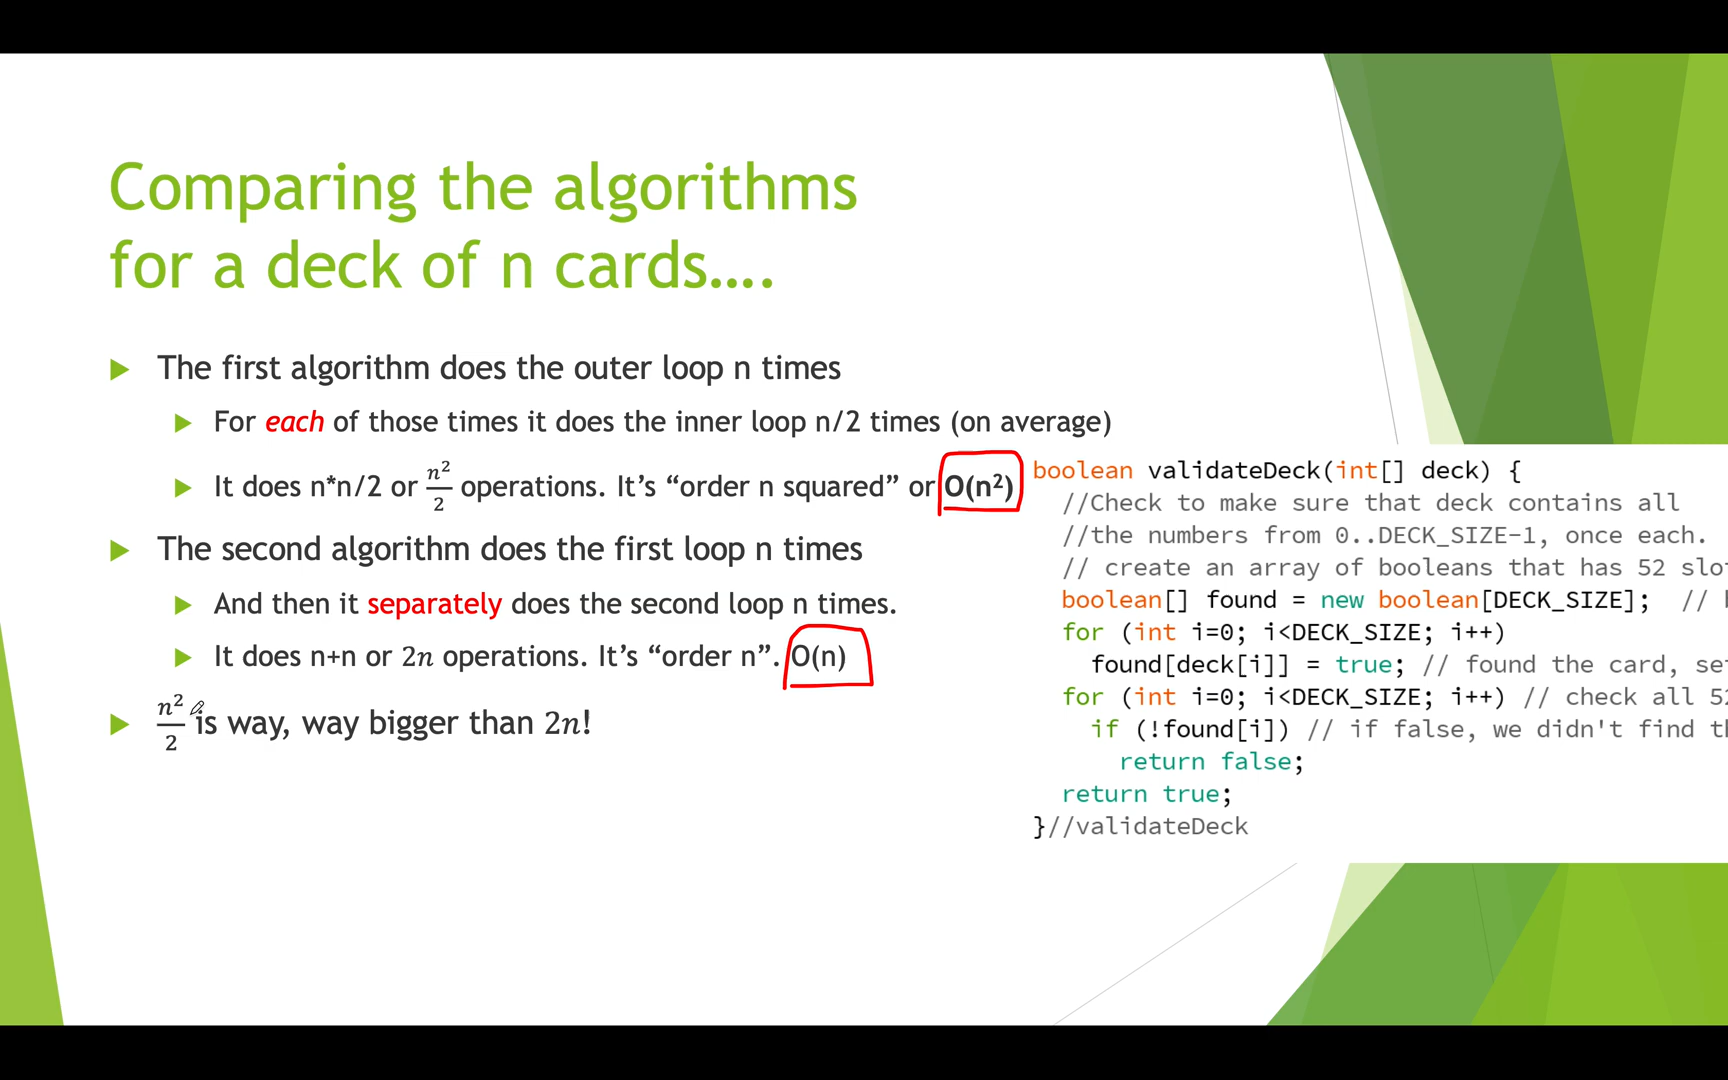 Comparing the algorithms
for a deck of n cards....
The first algorithm does the outer loop n times
For each of those times it does the inner loop n/2 times (on average)
It does n*n/2 or n²/2 operations. It's “order n squared” or O(n²)
The second algorithm does the first loop n times
And then it separately does the second loop n times.
It does n+n or 2n operations. It's “order n”. O(n)
n²/2 is way, way bigger than 2n!
boolean validateDeck(int[] deck) {
//Check to make sure that deck contains all
//the numbers from 0..DECK_SIZE-1, once each.
// create an array of booleans that has 52 slo
boolean[] found = new boolean[DECK_SIZE]; //
for (int i=0; i<DECK_SIZE; i++)
found[deck[i]] = true; // found the card, se
for (int i=0; i<DECK_SIZE; i++) // check all 52
if (!found[i]) // if false, we didn't find th
return false;
return true;
}//validateDeck